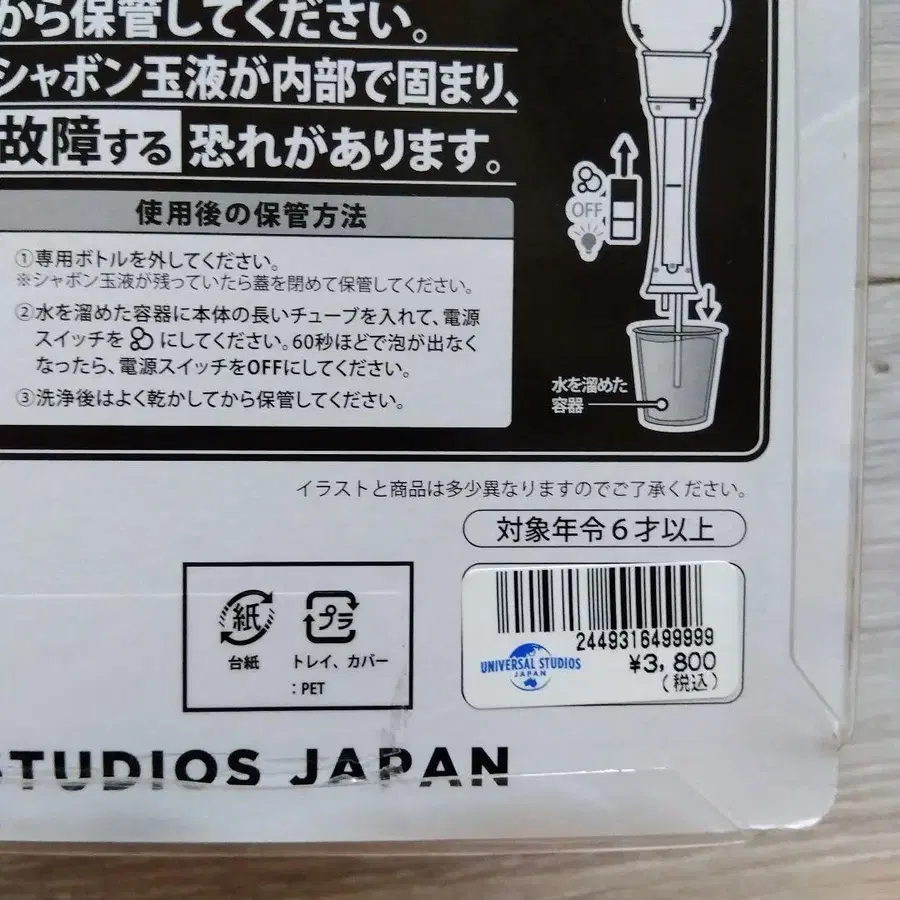 から保管してください。
シャボン玉液が内部で固まり、
故障する 恐れがあります。
使用後の保管方法
①専用ボトルを外してください。
※シャボン玉液が残っていたら蓋を閉めて保管してください。
②水を溜めた容器に本体の長いチューブを入れて、電源
スイッチを にしてください。60秒ほどで泡が出なく
なったら、電源スイッチをOFFにしてください。
③洗浄後はよく乾かしてから保管してください。
OFF
水を溜めた
容器
イラストと商品は多少異なりますのでご了承ください。
対象年令6才以上
紙
台紙
プラ
トレイ、カバー
:PET
2449316499999
UNIVERSAL STUDIOS
JAPAN
¥3,800
(税込)
STUDIOS JAPAN